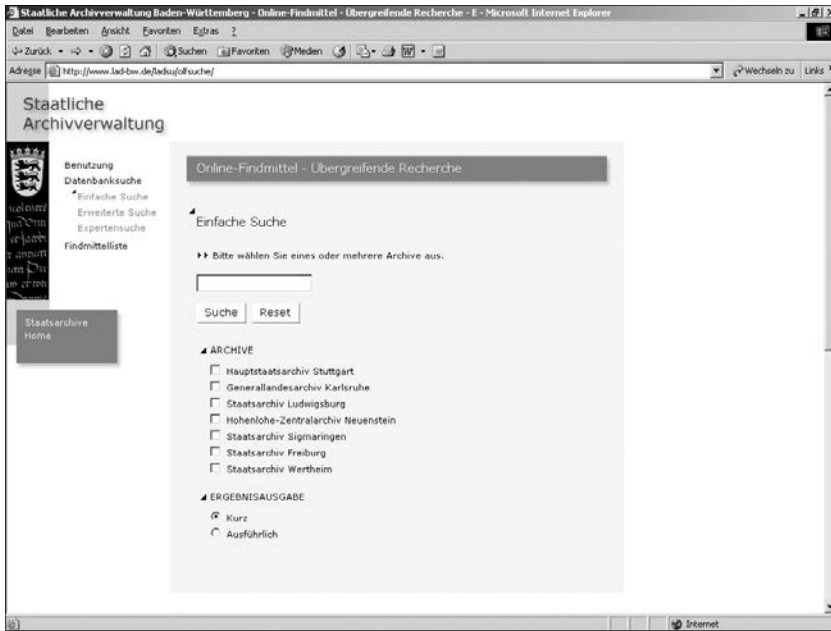 Staatliche Archivverwaltung Baden-Württemberg - Online-Findmittel - Übergreifende Recherche - E - Microsoft Internet Explorer
Datei Bearbeiten Ansicht Favoriten Extras ?
Zurück Suchen Favoriten Medien
Adresse http://www.lad-bw.de/ladsu/olfsuche/ Wechseln zu Links
Staatliche
Archivverwaltung
Benutzung
Datenbanksuche
Einfache Suche
Erweiterte Suche
Expertensuche
Findmittelliste
Staatsarchive
Home
Online-Findmittel - Übergreifende Recherche
Einfache Suche
Bitte wählen Sie eines oder mehrere Archive aus.
Suche Reset
ARCHIVE
Hauptstaatsarchiv Stuttgart
Generallandesarchiv Karlsruhe
Staatsarchiv Ludwigsburg
Hohenlohe-Zentralarchiv Neuenstein
Staatsarchiv Sigmaringen
Staatsarchiv Freiburg
Staatsarchiv Wertheim
ERGEBNISAUSGABE
Kurz
Ausführlich
Internet